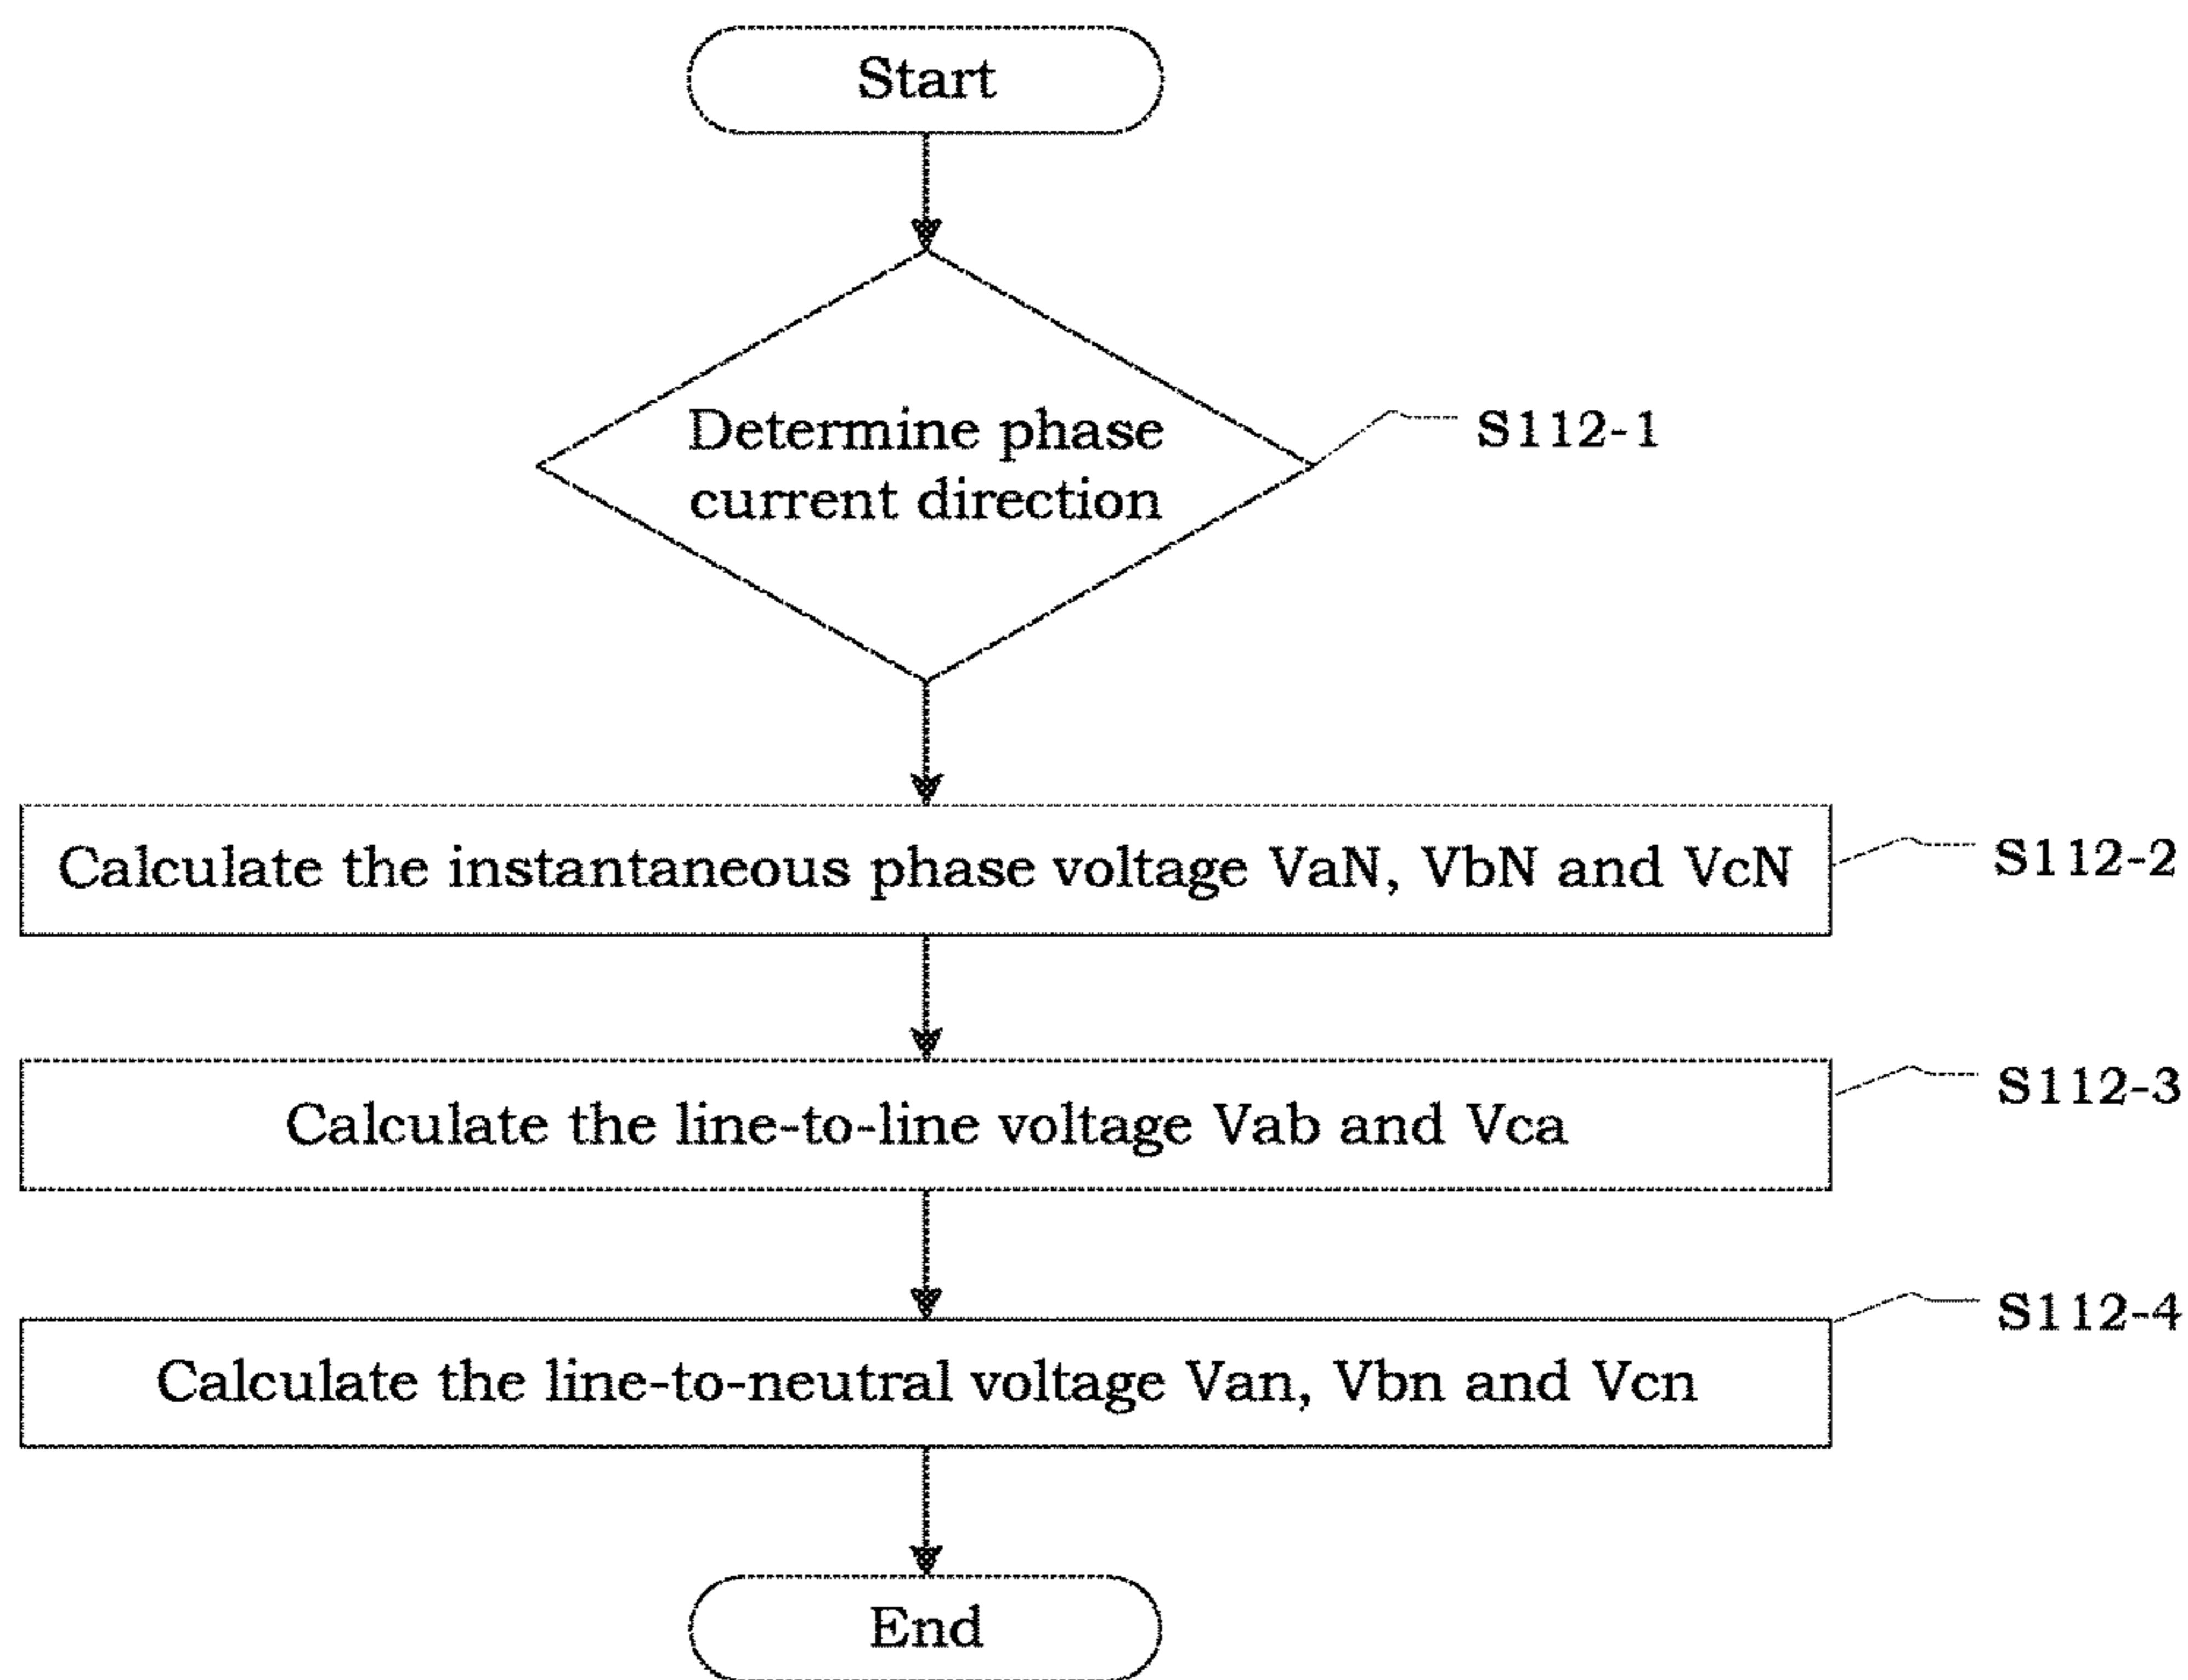 Start
Determine phase
current direction
S112-1
Calculate the instantaneous phase voltage VaN, VbN and VcN
S112-2
Calculate the line-to-line voltage Vab and Vca
S112-3
Calculate the line-to-neutral voltage Van, Vbn and Vcn
S112-4
End